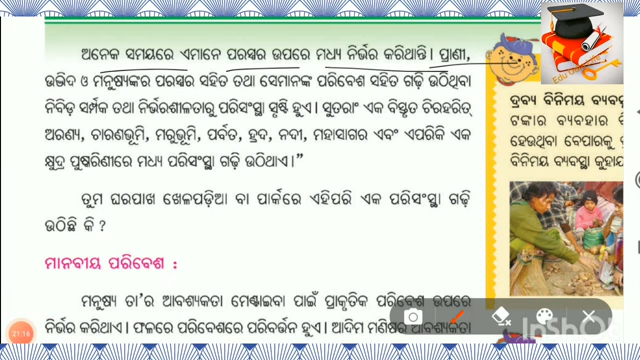 ଅନେକ ସମୟରେ ଏମାନେ ପରସ୍ପର ଉପରେ ମଧ୍ୟ ନିର୍ଭର କରିଥାନ୍ତି। ପ୍ରାଣୀ,
ଉଦ୍ଭିଦ ଓ ମନୁଷ୍ୟଙ୍କର ପରସ୍ପର ସହିତ ତଥା ସେମାନଙ୍କ ପରିବେଶ ସହିତ ଗଢ଼ି ଉଠିଥିବା
ନିବିଡ଼ ସର୍ମ୍ପକ ତଥା ନିର୍ଭରଶୀଳତାରୁ ପରିସଂସ୍ଥା ସୃଷ୍ଟି ହୁଏ। ସୁତରାଂ ଏକ ବିସ୍ତୃତ ଚିରହରିତ୍
ଅରଣ୍ୟ, ଚାରଣଭୂମି, ମରୁଭୂମି, ପର୍ବତ, ହ୍ରଦ, ନଦୀ, ମହାସାଗର ଏବଂ ଏପରିକି ଏକ
କ୍ଷୁଦ୍ର ପୁଷ୍କରିଣୀରେ ମଧ୍ୟ ପରିସଂସ୍ଥା ଗଢ଼ି ଉଠିଥାଏ।”
ତୁମ ଘରପାଖ ଖେଳପଡ଼ିଆ ବା ପାର୍କରେ ଏହିପରି ଏକ ପରିସଂସ୍ଥା ଗଢ଼ି
ଉଠିଛି କି ?
ମାନବୀୟ ପରିବେଶ :
ମନୁଷ୍ୟ ତା'ର ଆବଶ୍ୟକତା ମେଣ୍ଟାଇବା ପାଇଁ ପ୍ରାକୃତିକ ପରିବେଶ ଉପରେ
ନିର୍ଭର କରିଥାଏ। ଫଳରେ ପରିବେଶରେ ପରିବର୍ତ୍ତନ ହୁଏ। ଆଦିମ ମଣିଷର ଆବଶ୍ୟକତା
ଦ୍ରବ୍ୟ ବିନିମୟ
ଟଙ୍କାର ବ୍ୟବହାର
ହେଉଥିବା ବେପାରକୁ
ବିନିମୟ ବ୍ୟବସ୍ଥା କୁହାଯା
21:16